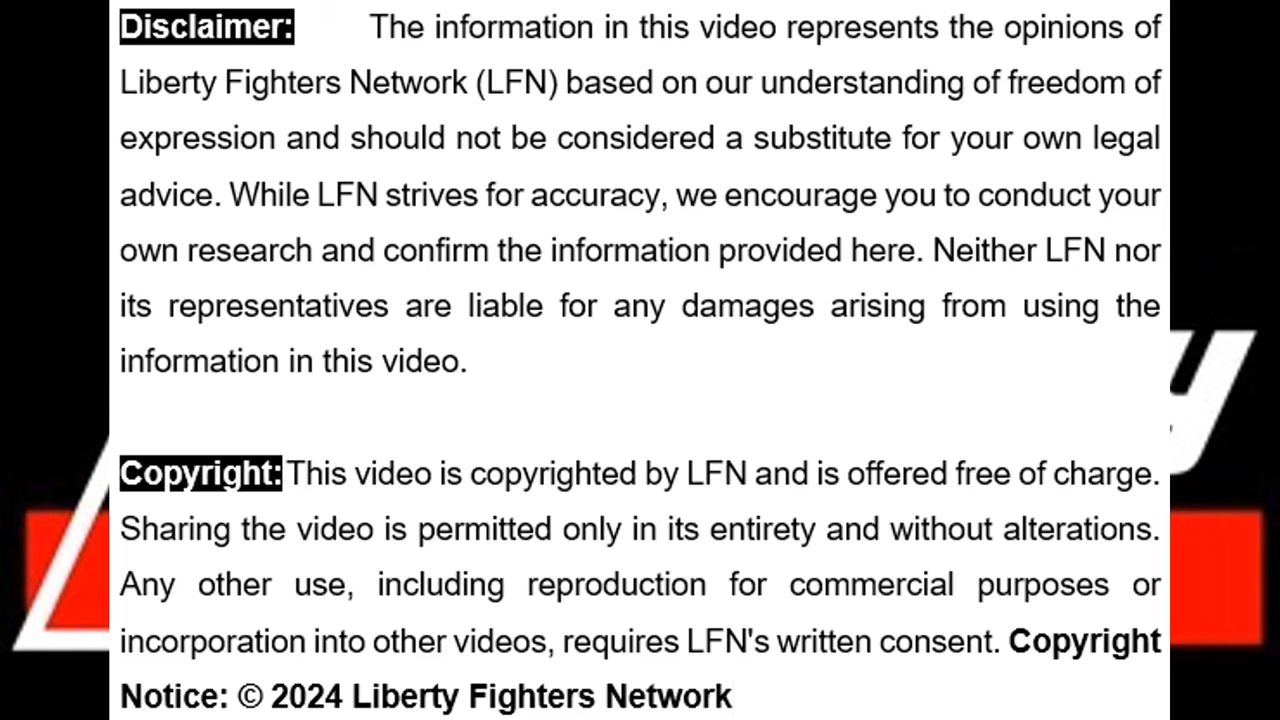 Disclaimer: The information in this video represents the opinions of
Liberty Fighters Network (LFN) based on our understanding of freedom of
expression and should not be considered a substitute for your own legal
advice. While LFN strives for accuracy, we encourage you to conduct your
own research and confirm the information provided here. Neither LFN nor
its representatives are liable for any damages arising from using the
information in this video.
Copyright: This video is copyrighted by LFN and is offered free of charge.
Sharing the video is permitted only in its entirety and without alterations.
Any other use, including reproduction for commercial purposes or
incorporation into other videos, requires LFN's written consent. Copyright
Notice: © 2024 Liberty Fighters Network